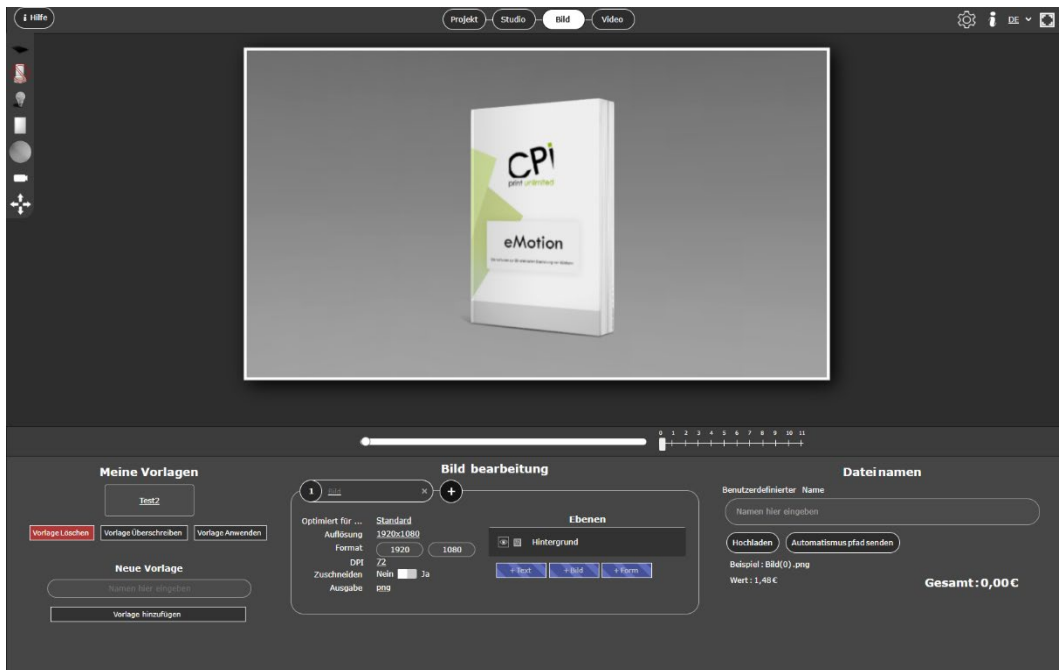 i Hilfe
Projekt
Studio
Bild
Video
i
DE
CPi
print unlimited
eMotion
0 1 2 3 4 5 6 7 8 9 10 11
Meine Vorlagen
Test2
Vorlage Löschen
Vorlage Überschreiben
Vorlage Anwenden
Neue Vorlage
Namen hier eingeben
Vorlage hinzufügen
Bild bearbeitung
1 Bild × +
Optimiert für ... Standard
Auflösung 1920x1080
Format 1920 1080
DPI 72
Zuschneiden Nein Ja
Ausgabe png
Ebenen
Hintergrund
+ Text
+ Bild
+ Form
Dateinamen
Benutzerdefinierter Name
Namen hier eingeben
Hochladen
Automatismus pfad senden
Beispiel : Bild(0) .png
Wert : 1,48 €
Gesamt: 0,00 €